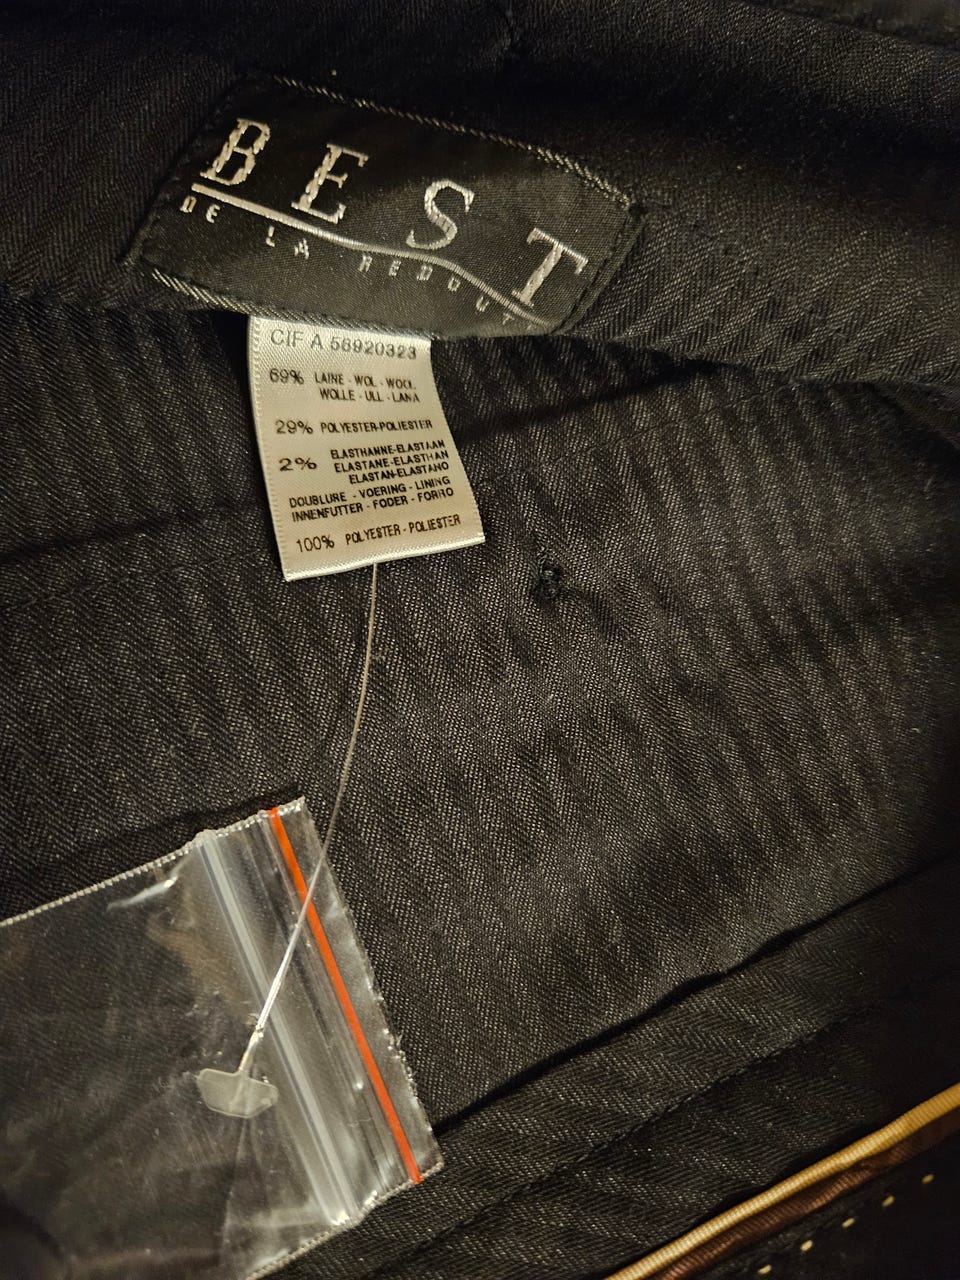 BEST
DE LA REDOUT
CIF A 56920323
69% LAINE - WOL - WOOL
WOLLE - ULL - LANA
29% POLYESTER-POLIESTER
ELASTHANNE-ELASTAAN
2% ELASTANE-ELASTHAN
ELASTAN-ELASTANO
DOUBLURE - VOERING - LINING
INNENFUTTER - FODER - FORRO
100% POLYESTER - POLIESTER